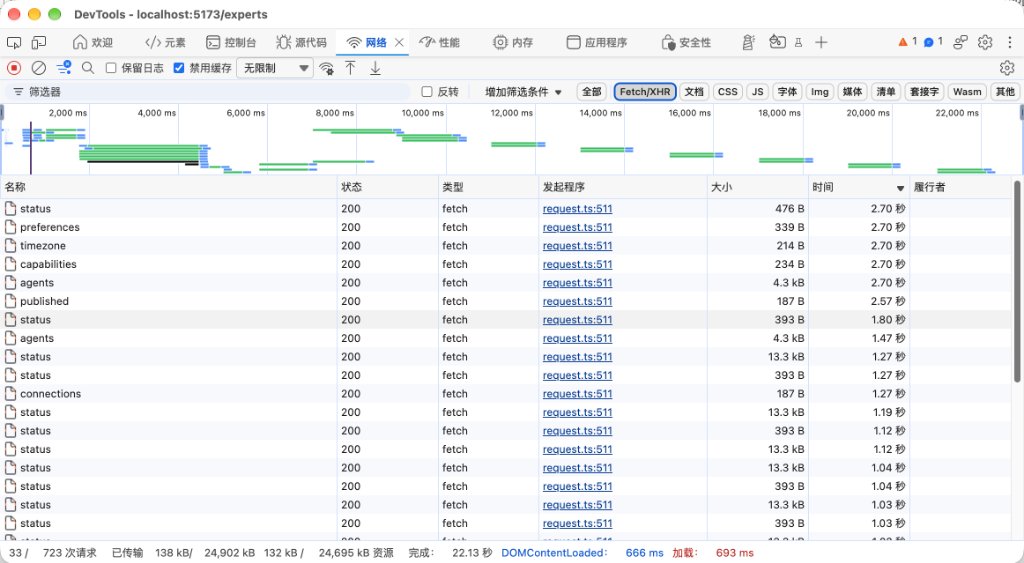 DevTools - localhost:5173/experts
欢迎 </> 元素 控制台 源代码 网络 性能 内存 应用程序 安全性 1 1
保留日志 禁用缓存 无限制
筛选器 反转 增加筛选条件 全部 Fetch/XHR 文档 CSS JS 字体 Img 媒体 清单 套接字 Wasm 其他
2,000 ms 4,000 ms 6,000 ms 8,000 ms 10,000 ms 12,000 ms 14,000 ms 16,000 ms 18,000 ms 20,000 ms 22,000 ms
名称 状态 类型 发起程序 大小 时间 履行者
status 200 fetch request.ts:511 476 B 2.70 秒
preferences 200 fetch request.ts:511 339 B 2.70 秒
timezone 200 fetch request.ts:511 214 B 2.70 秒
capabilities 200 fetch request.ts:511 234 B 2.70 秒
agents 200 fetch request.ts:511 4.3 kB 2.70 秒
published 200 fetch request.ts:511 187 B 2.57 秒
status 200 fetch request.ts:511 393 B 1.80 秒
agents 200 fetch request.ts:511 4.3 kB 1.47 秒
status 200 fetch request.ts:511 13.3 kB 1.27 秒
status 200 fetch request.ts:511 393 B 1.27 秒
connections 200 fetch request.ts:511 187 B 1.27 秒
status 200 fetch request.ts:511 13.3 kB 1.19 秒
status 200 fetch request.ts:511 393 B 1.12 秒
status 200 fetch request.ts:511 13.3 kB 1.12 秒
status 200 fetch request.ts:511 13.3 kB 1.04 秒
status 200 fetch request.ts:511 393 B 1.04 秒
status 200 fetch request.ts:511 13.3 kB 1.03 秒
status 200 fetch request.ts:511 393 B 1.03 秒
33 / 723 次请求 已传输 138 kB/ 24,902 kB 132 kB / 24,695 kB 资源 完成: 22.13 秒 DOMContentLoaded: 666 ms 加载: 693 ms